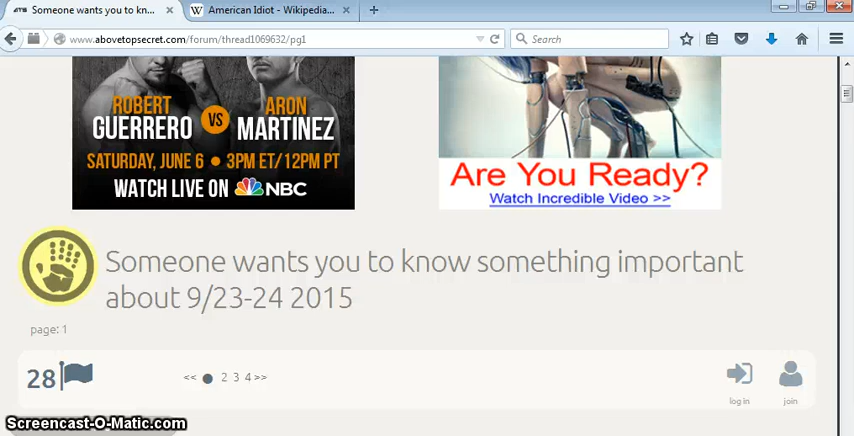 Someone wants you to kn...
American Idiot - Wikipedia...
www.abovetopsecret.com/forum/thread1069632/pg1
Search
ROBERT GUERRERO VS ARON MARTINEZ
SATURDAY, JUNE 6 • 3PM ET/12PM PT
WATCH LIVE ON NBC
Are You Ready?
Watch Incredible Video >>
Someone wants you to know something important
about 9/23-24 2015
page: 1
28
<< 2 3 4 >>
log in
join
Screencast-O-Matic.com